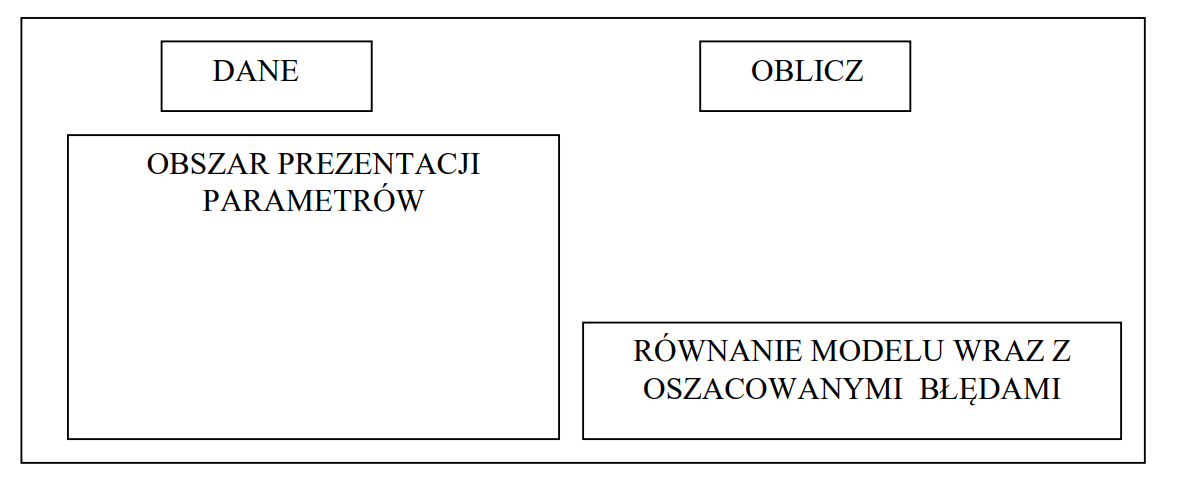 DANE
OBLICZ
OBSZAR PREZENTACJI
PARAMETRÓW
RÓWNANIE MODELU WRAZ Z
OSZACOWANYMI BŁĘDAMI